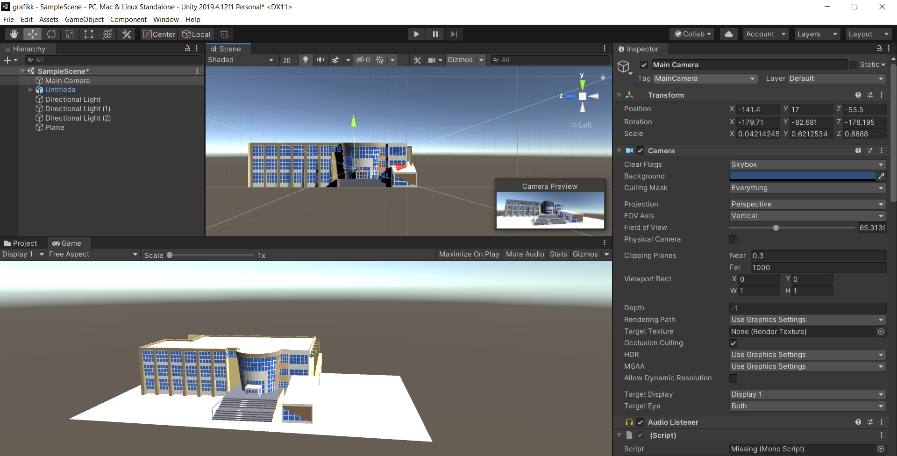 grafikk - SampleScene - PC, Mac & Linux Standalone - Unity 2019.4.12f1 Personal* <DX11>
File Edit Assets GameObject Component Window Help
Center Local Collab Account Layers Layout
Hierarchy
All
SampleScene*
Main Camera
Untitleda
Directional Light
Directional Light (1)
Directional Light (2)
Plane
Scene
Shaded 2D 0 Gizmos All
y
z
Left
Camera Preview
Project Game
Display 1 Free Aspect Scale 1x Maximize On Play Mute Audio Stats Gizmos
Inspector
Main Camera Static
Tag MainCamera Layer Default
Transform
Position X -141.4 Y 17 Z -53.5
Rotation X -179.71 Y -82.681 Z -178.195
Scale X 0.04214245 Y 0.6212534 Z 0.8888
Camera
Clear Flags Skybox
Background
Culling Mask Everything
Projection Perspective
FOV Axis Vertical
Field of View 65.3139
Physical Camera
Clipping Planes Near 0.3
Far 1000
Viewport Rect X 0 Y 0
W 1 H 1
Depth -1
Rendering Path Use Graphics Settings
Target Texture None (Render Texture)
Occlusion Culling
HDR Use Graphics Settings
MSAA Use Graphics Settings
Allow Dynamic Resolution
Target Display Display 1
Target Eye Both
Audio Listener
(Script)
Script Missing (Mono Script)